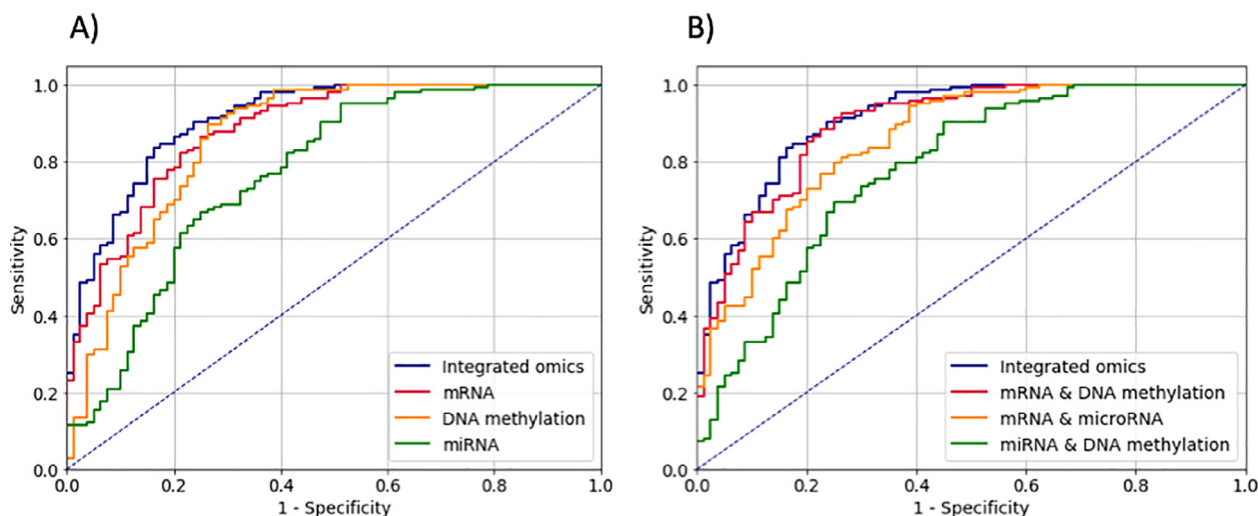 A)
B)
1.0
0.8
0.6
0.4
0.2
0.0
Sensitivity
0.0 0.2 0.4 0.6 0.8 1.0
1 - Specificity
Integrated omics
mRNA
DNA methylation
miRNA
1.0
0.8
0.6
0.4
0.2
0.0
Sensitivity
0.0 0.2 0.4 0.6 0.8 1.0
1 - Specificity
Integrated omics
mRNA & DNA methylation
mRNA & microRNA
miRNA & DNA methylation